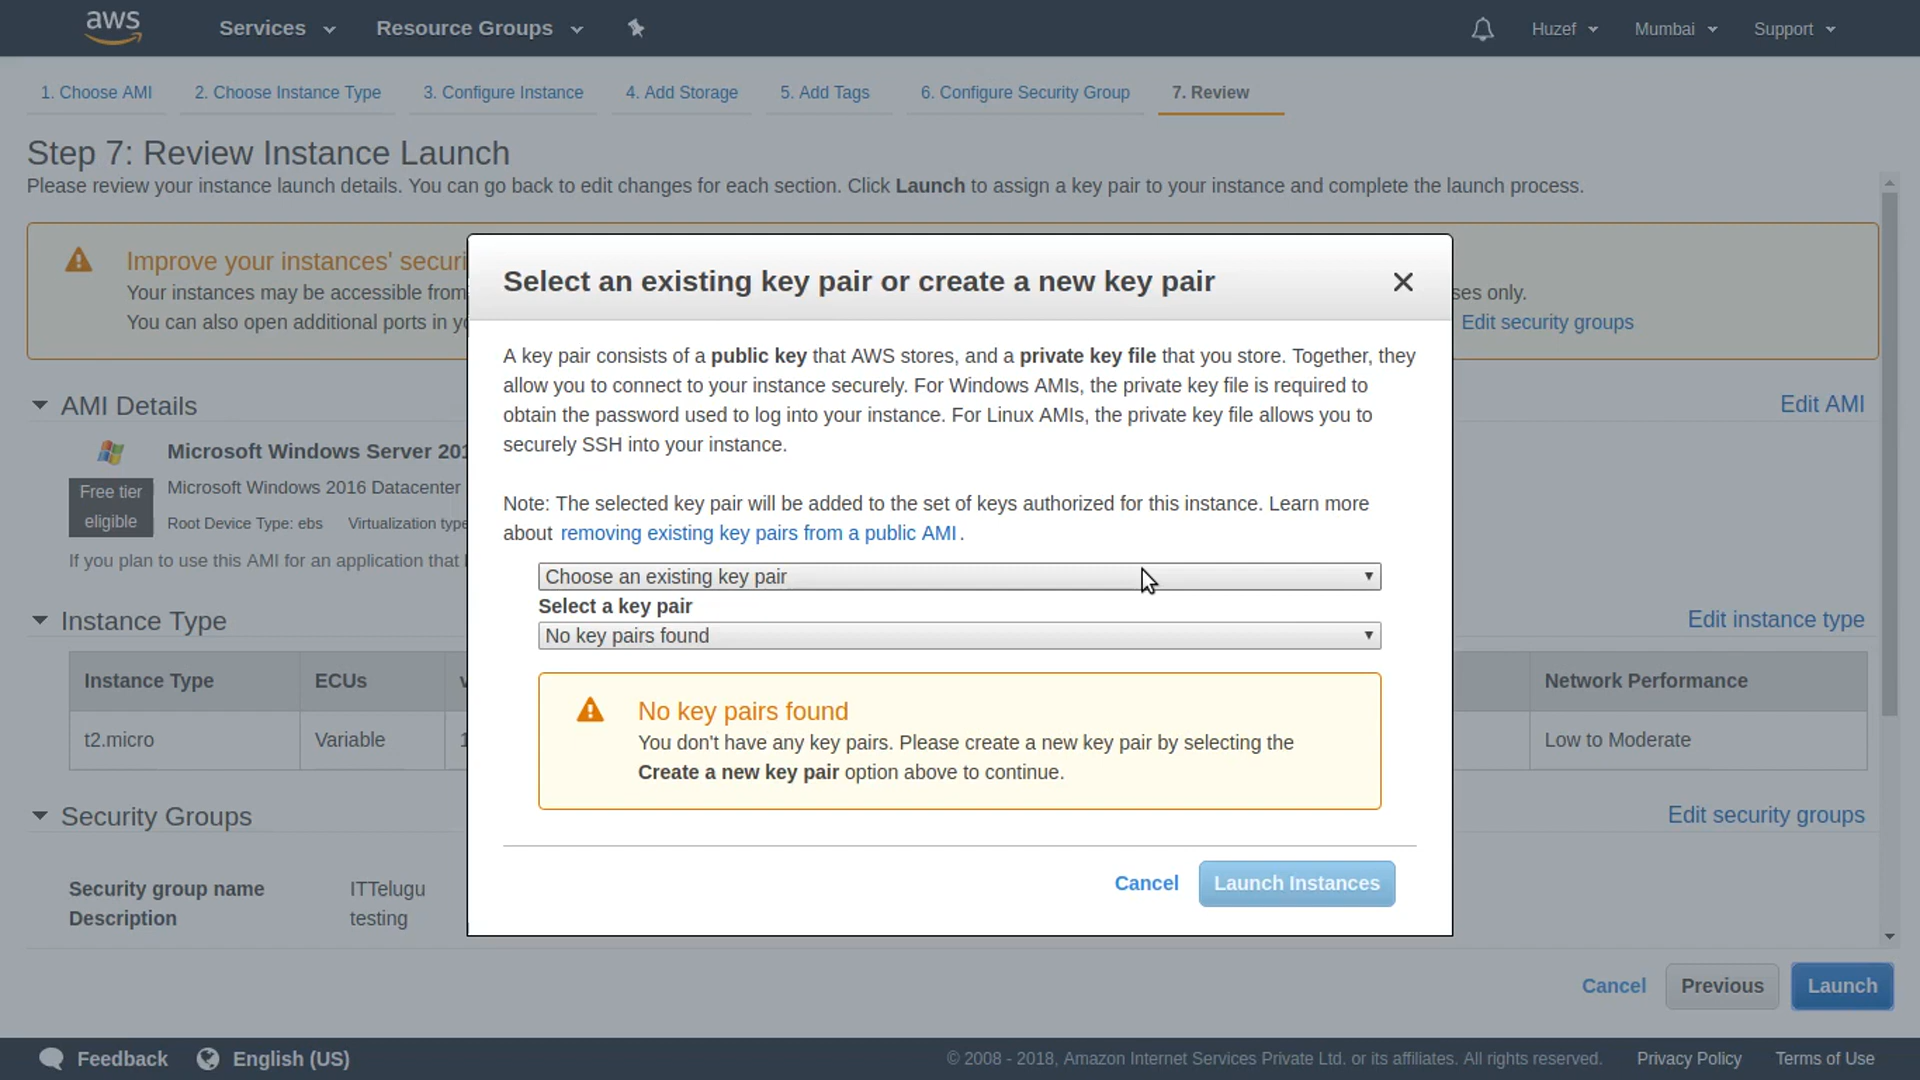 aws
Services
Resource Groups
Huzef
Mumbai
Support
1. Choose AMI
2. Choose Instance Type
3. Configure Instance
4. Add Storage
5. Add Tags
6. Configure Security Group
7. Review
Step 7: Review Instance Launch
Please review your instance launch details. You can go back to edit changes for each section. Click Launch to assign a key pair to your instance and complete the launch process.
Improve your instances' securi
Your instances may be accessible from
ses only.
You can also open additional ports in
Edit security groups
Select an existing key pair or create a new key pair
A key pair consists of a public key that AWS stores, and a private key file that you store. Together, they
allow you to connect to your instance securely. For Windows AMIs, the private key file is required to
obtain the password used to log into your instance. For Linux AMIs, the private key file allows you to
securely SSH into your instance.
Note: The selected key pair will be added to the set of keys authorized for this instance. Learn more
about removing existing key pairs from a public AMI.
Choose an existing key pair
Select a key pair
No key pairs found
No key pairs found
You don't have any key pairs. Please create a new key pair by selecting the
Create a new key pair option above to continue.
Cancel
Launch Instances
AMI Details
Edit AMI
Microsoft Windows Server 201
Free tier
eligible
Microsoft Windows 2016 Datacenter
Root Device Type: ebs
Virtualization type
If you plan to use this AMI for an application that
Instance Type
Edit instance type
Instance Type
ECUs
Network Performance
t2.micro
Variable
1
Low to Moderate
Security Groups
Edit security groups
Security group name
ITTelugu
Description
testing
Cancel
Previous
Launch
Feedback
English (US)
© 2008 - 2018, Amazon Internet Services Private Ltd. or its affiliates. All rights reserved.
Privacy Policy
Terms of Use